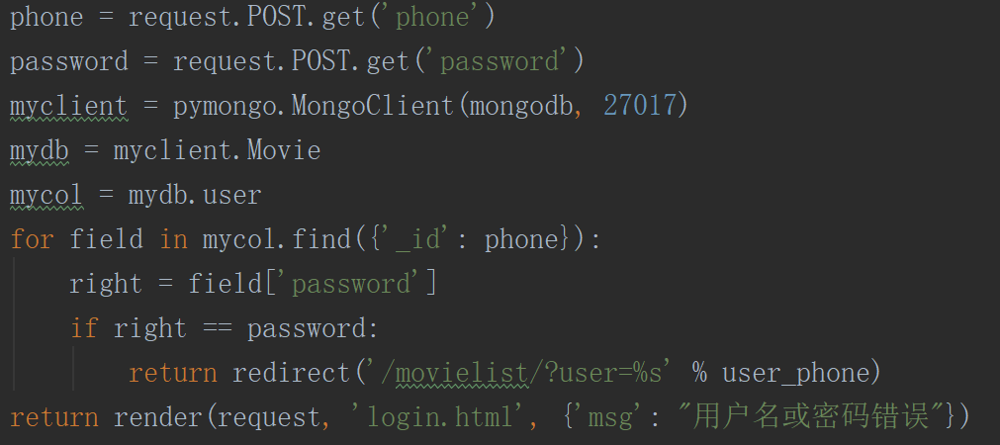 phone = request.POST.get('phone')
password = request.POST.get('password')
myclient = pymongo.MongoClient(mongodb, 27017)
mydb = myclient.Movie
mycol = mydb.user
for field in mycol.find({'_id': phone}):
    right = field['password']
    if right == password:
        return redirect('/movielist/?user=%s' % user_phone)
return render(request, 'login.html', {'msg': "用户名或密码错误"})